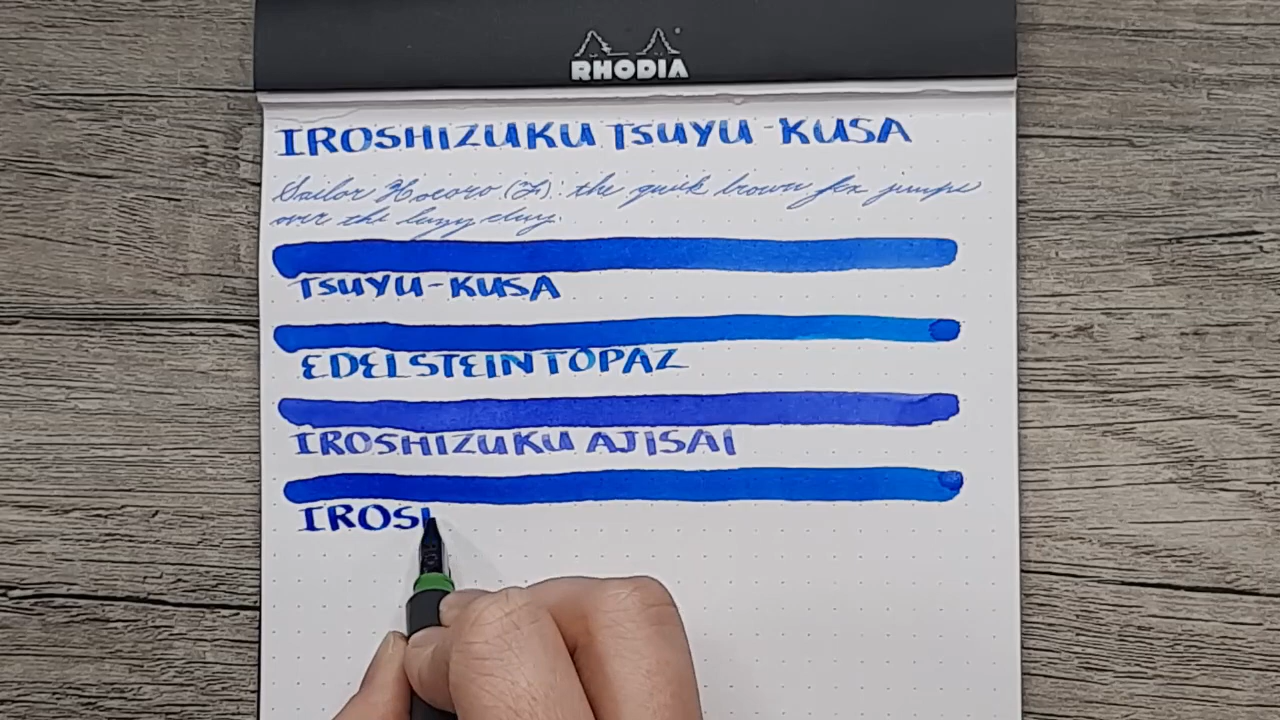 RHODIA
IROSHIZUKU TSUYU-KUSA
Sailor Hocoro (F): the quick brown fox jumps
over the lazy dog.
TSUYU-KUSA
EDELSTEIN TOPAZ
IROSHIZUKU AJISAI
IROSH